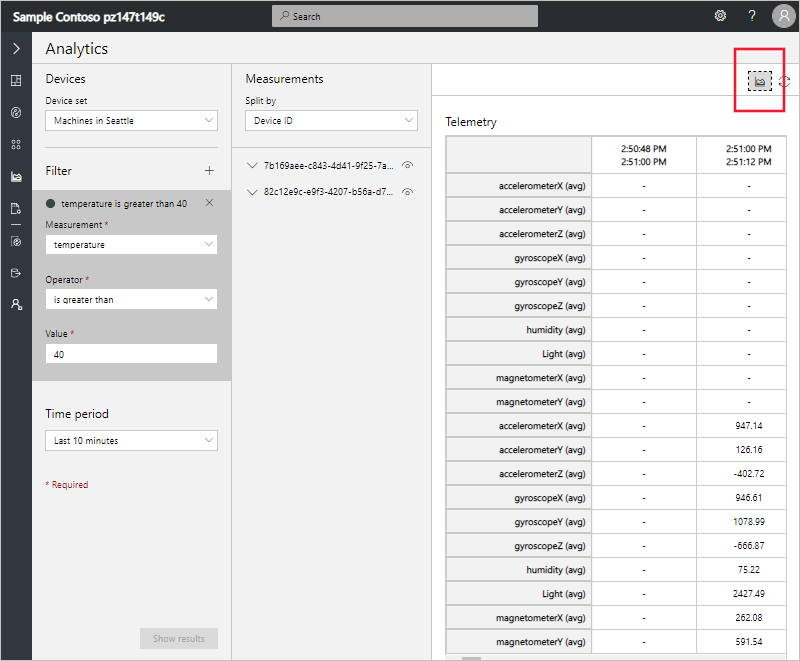 Sample Contoso pz147t149c
Search
?
Analytics
Devices
Device set
Machines in Seattle
Filter
+
temperature is greater than 40
Measurement *
temperature
Operator *
is greater than
Value *
40
Time period
Last 10 minutes
* Required
Show results
Measurements
Split by
Device ID
7b169aee-c843-4d41-9f25-7a...
82c12e9c-e9f3-4207-b56a-d7...
Telemetry
2:50:48 PM 2:51:00 PM
2:51:00 PM 2:51:12 PM
accelerometerX (avg) - -
accelerometerY (avg) - -
accelerometerZ (avg) - -
gyroscopeX (avg) - -
gyroscopeY (avg) - -
gyroscopeZ (avg) - -
humidity (avg) - -
Light (avg) - -
magnetometerX (avg) - -
magnetometerY (avg) - -
accelerometerX (avg) - 947.14
accelerometerY (avg) - 126.16
accelerometerZ (avg) - -402.72
gyroscopeX (avg) - 946.61
gyroscopeY (avg) - 1078.99
gyroscopeZ (avg) - -666.87
humidity (avg) - 75.22
Light (avg) - 2427.49
magnetometerX (avg) - 262.08
magnetometerY (avg) - 591.54